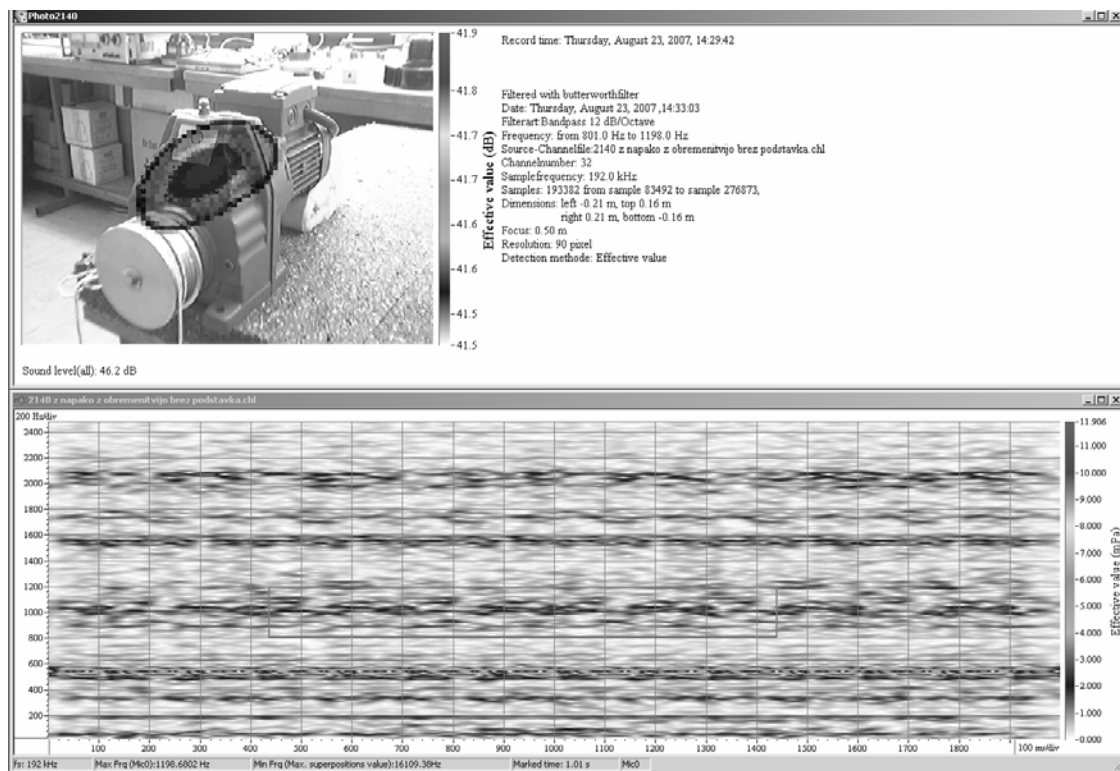 Photo2140
Record time: Thursday, August 23, 2007, 14:29:42
Filtered with butterworthfilter
Date: Thursday, August 23, 2007 ,14:33:03
Filterart:Bandpass 12 dB/Octave
Frequency: from 801.0 Hz to 1198.0 Hz
Source-Channelfile:2140 z napako z obremenitvijo brez podstavka.chl
Channelnumber: 32
Samplefrequency: 192.0 kHz
Samples: 193382 from sample 83492 to sample 276873,
Dimensions: left -0.21 m, top 0.16 m
right 0.21 m, bottom -0.16 m
Focus: 0.50 m
Resolution: 90 pixel
Detection methode: Effective value
41.9
41.8
41.7
41.7
41.6
41.6
41.5
41.5
Effective value (dB)
Sound level(all): 46.2 dB
2140 z napako z obremenitvijo brez podstavka.chl
200 Hz/div
2400
2200
2000
1800
1600
1400
1200
1000
800
600
400
200
100 200 300 400 500 600 700 800 900 1000 1100 1200 1300 1400 1500 1600 1700 1800 100 ms/div
11.906
11.000
10.000
9.000
8.000
7.000
6.000
5.000
4.000
3.000
2.000
1.000
0.000
Effective value (mPa)
fs: 192 kHz Max Frq (Mic0):1198.6802 Hz Min Frq (Max. superpositions value):16109.38Hz Marked time: 1.01 s Mic0